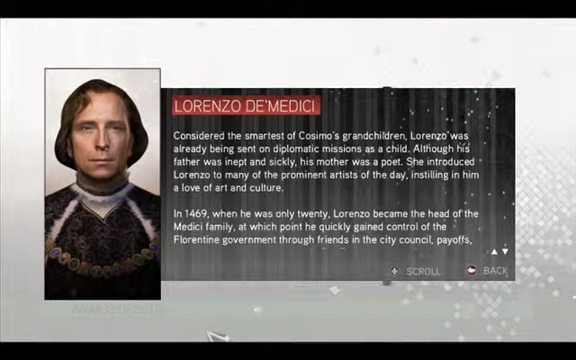 LORENZO DE'MEDICI
Considered the smartest of Cosimo's grandchildren, Lorenzo was
already being sent on diplomatic missions as a child. Although his
father was inept and sickly, his mother was a poet. She introduced
Lorenzo to many of the prominent artists of the day, instilling in him
a love of art and culture.
In 1469, when he was only twenty, Lorenzo became the head of the
Medici family, at which point he quickly gained control of the
Florentine government through friends in the city council, payoffs,
SCROLL BACK